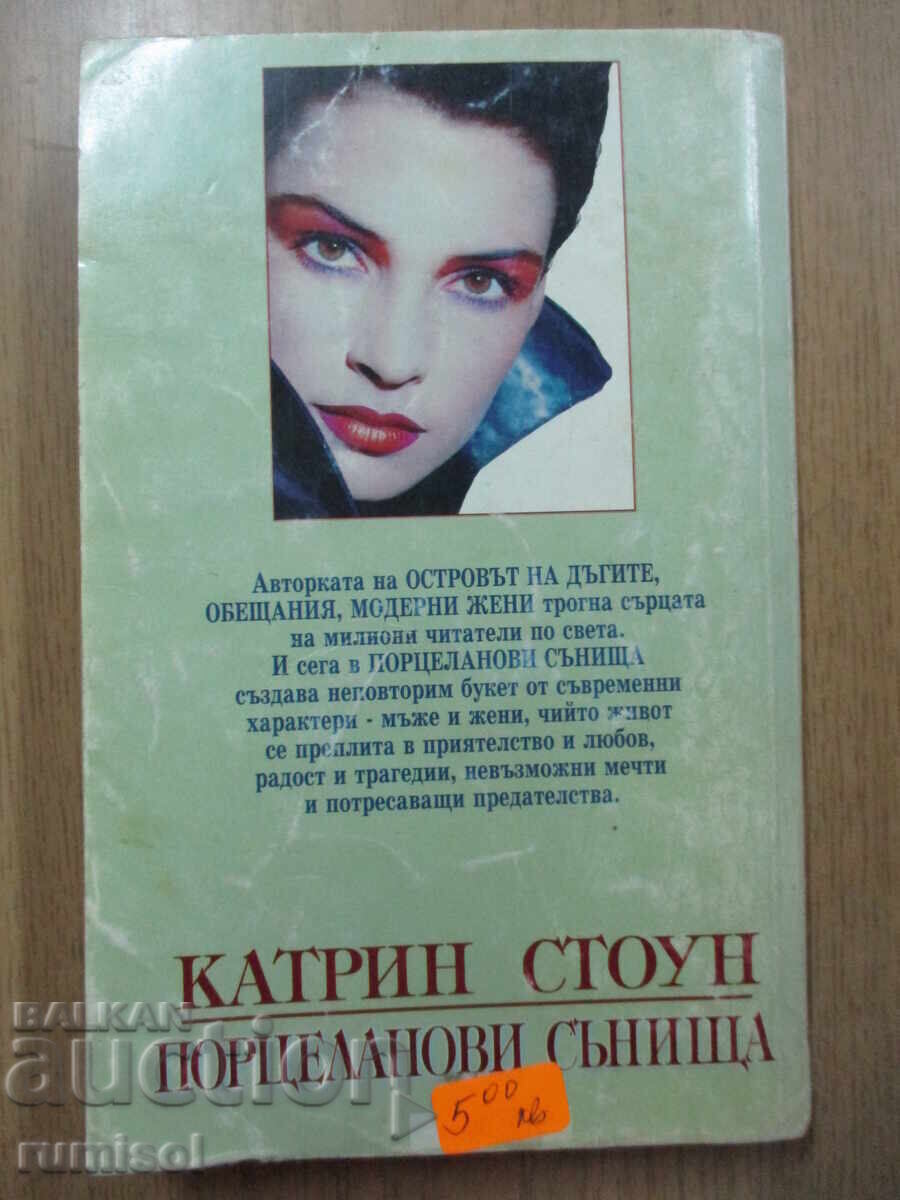 Авторката на ОСТРОВЪТ НА ДЪГИТЕ,
ОБЕЩАНИЯ, МОДЕРНИ ЖЕНИ трогна сърцата
на милиони читатели по света.
И сега в ПОРЦЕЛАНОВИ СЪНИЩА
създава неповторим букет от съвременни
характери - мъже и жени, чийто живот
се преплита в приятелство и любов,
радост и трагедии, невъзможни мечти
и потресаващи предателства.
КАТРИН СТОУН
ПОРЦЕЛАНОВИ СЪНИЩА
5 00 лв
BALKAN
auction
rumisol